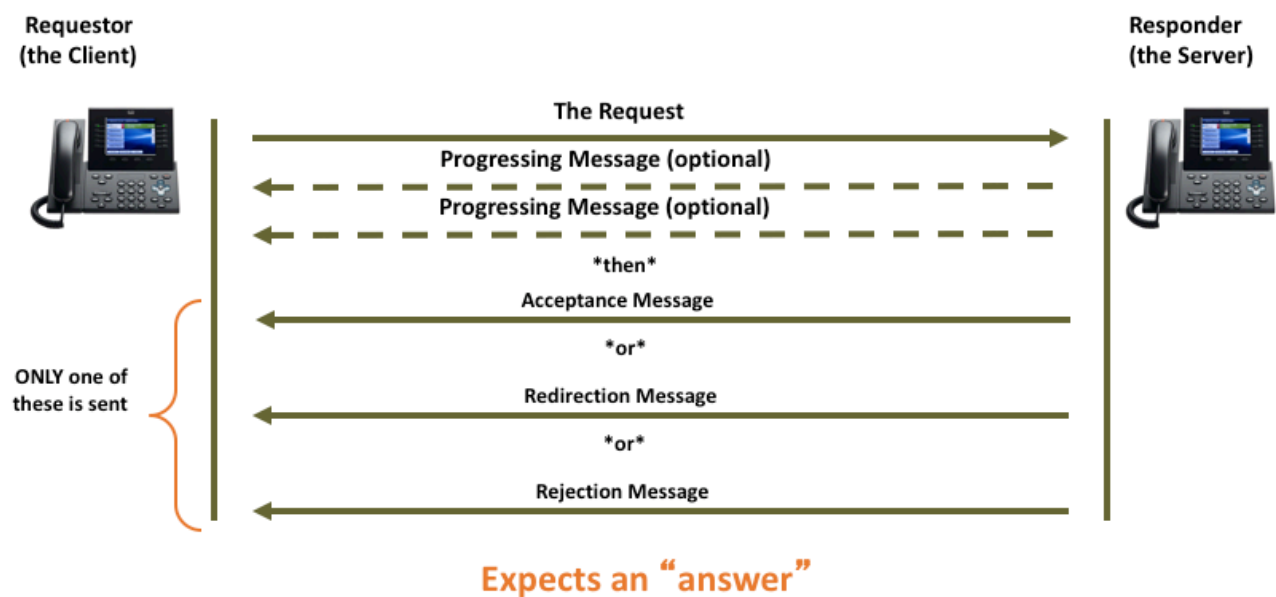 Requestor
(the Client)
Responder
(the Server)
The Request
Progressing Message (optional)
Progressing Message (optional)
*then*
Acceptance Message
*or*
ONLY one of
these is sent
Redirection Message
*or*
Rejection Message
Expects an “answer”